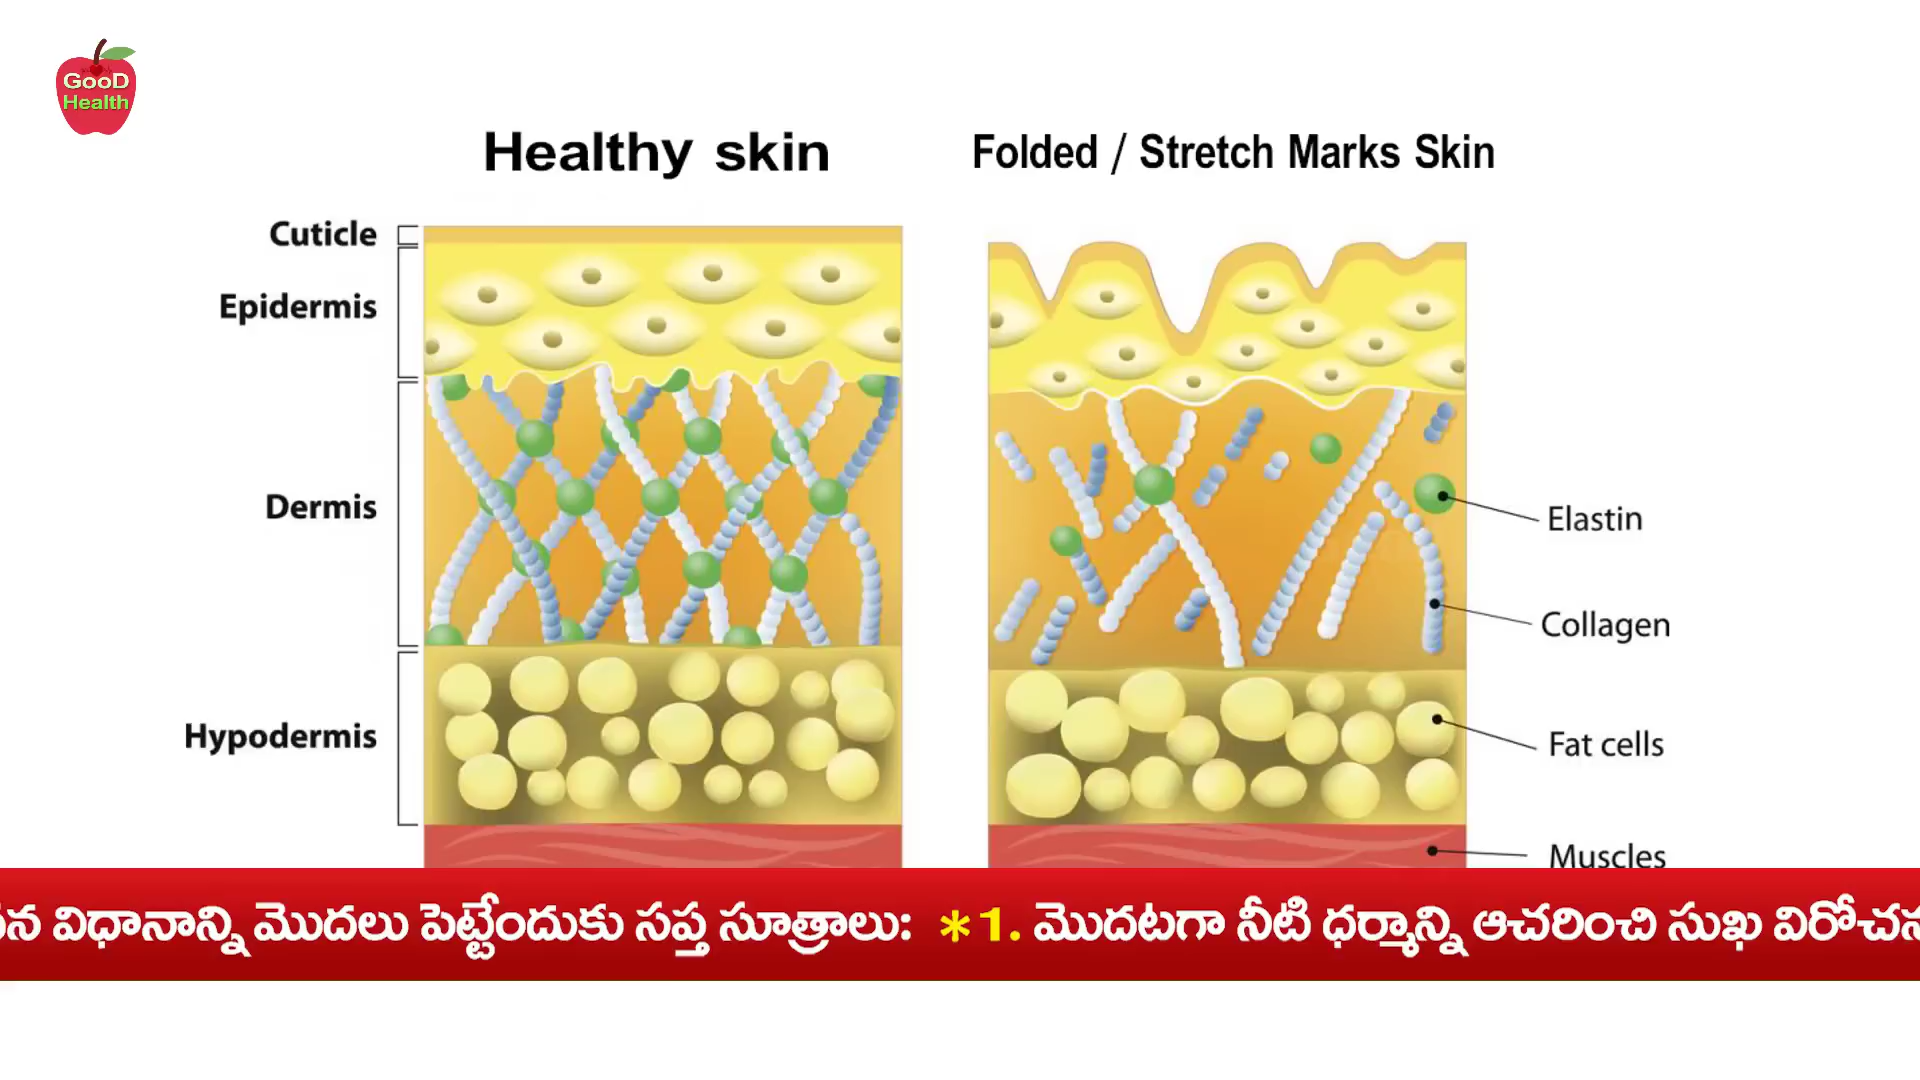 GooD
Health
Healthy skin
Folded / Stretch Marks Skin
Cuticle
Epidermis
Dermis
Hypodermis
Elastin
Collagen
Fat cells
Muscles
విధానాన్ని మొదలు పెట్టేందుకు సప్త సూత్రాలు: *1. మొదటగా నీటి ధర్మాన్ని ఆచరించి సుఖ